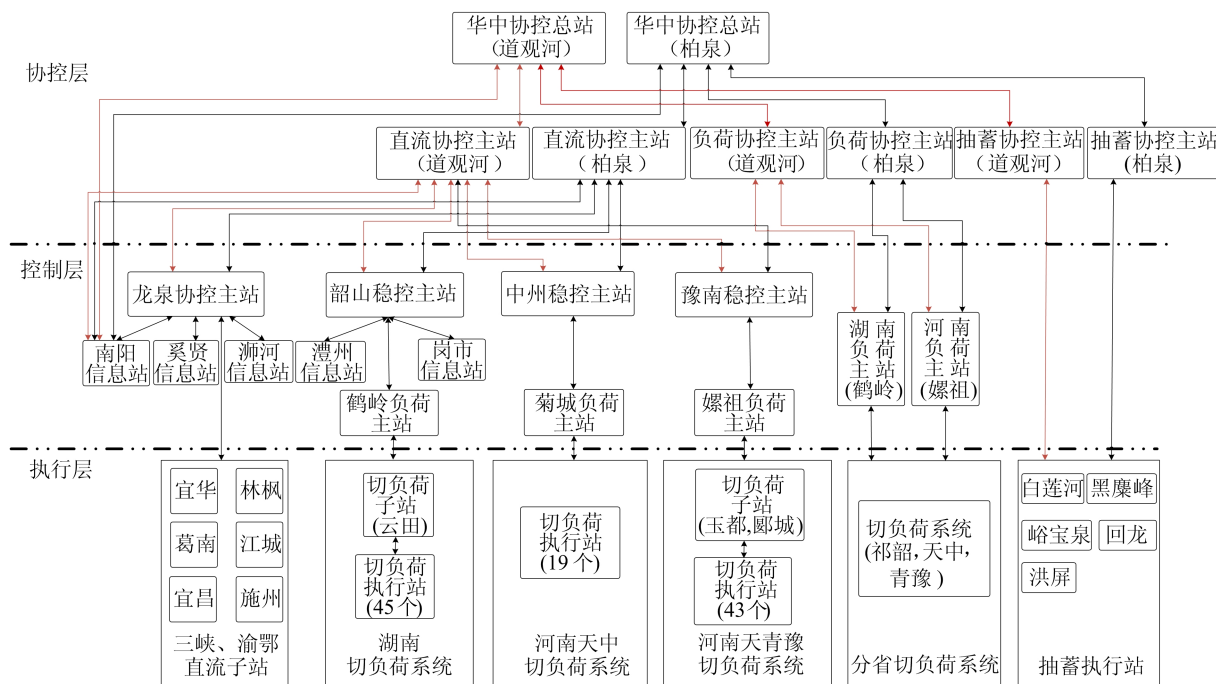 华中协控总站
(道观河)
华中协控总站
(柏泉)
协控层
直流协控主站
(道观河)
直流协控主站
(柏泉)
负荷协控主站
(道观河)
负荷协控主站
(柏泉)
抽蓄协控主站
(道观河)
抽蓄协控主站
(柏泉)
控制层
龙泉协控主站
韶山稳控主站
中州稳控主站
豫南稳控主站
南阳
信息站
奚贤
信息站
浉河
信息站
澧州
信息站
岗市
信息站
湖南
负荷
主站
(鹤岭)
河南
负荷
主站
(嫘祖)
鹤岭负荷
主站
菊城负荷
主站
嫘祖负荷
主站
执行层
宜华
林枫
葛南
江城
宜昌
施州
三峡、渝鄂
直流子站
切负荷
子站
(云田)
切负荷
执行站
(45个)
湖南
切负荷系统
切负荷
执行站
(19个)
河南天中
切负荷系统
切负荷
子站
(玉都,郾城)
切负荷
执行站
(43个)
河南天青豫
切负荷系统
切负荷系统
(祁韶,天中,
青豫)
分省切负荷系统
白莲河
黑麋峰
峪宝泉
回龙
洪屏
抽蓄执行站